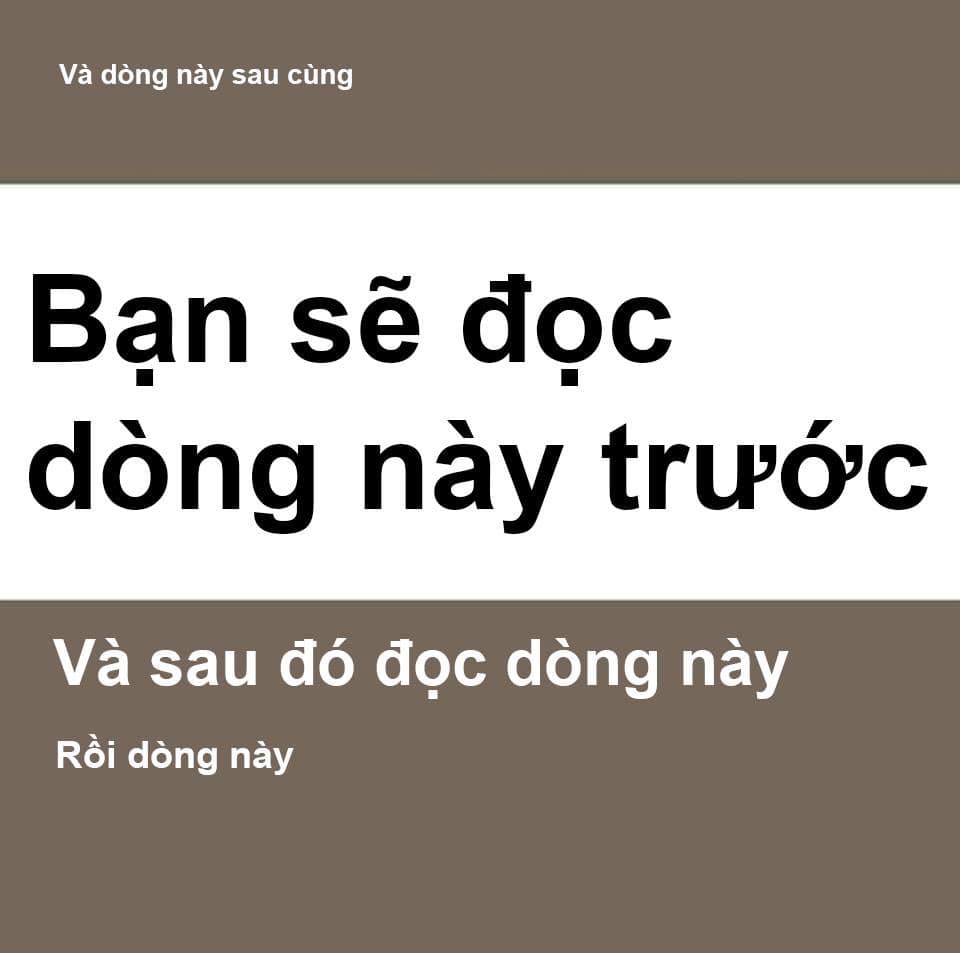 Và dòng này sau cùng
Bạn sẽ đọc
dòng này trước
Và sau đó đọc dòng này
Rồi dòng này